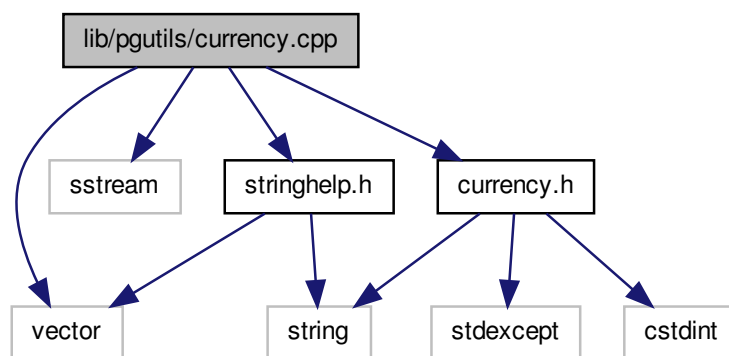 lib/pgutils/currency.cpp
sstream
stringhelp.h
currency.h
vector
string
stdexcept
cstdint